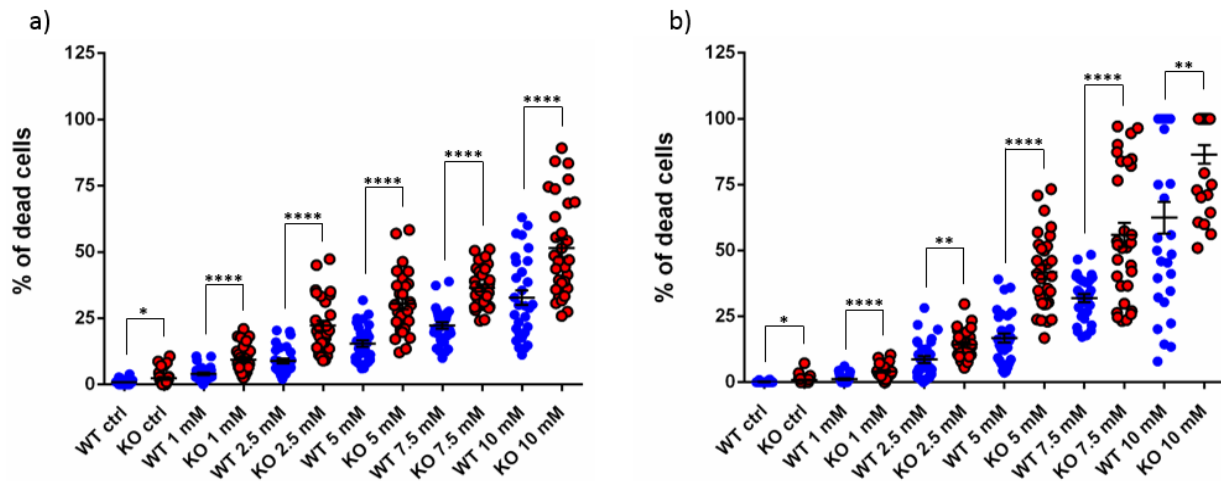 a)
% of dead cells
125
100
75
50
25
0
*
****
****
****
****
****
WT ctrl
KO ctrl
WT 1 mM
KO 1 mM
WT 2.5 mM
KO 2.5 mM
WT 5 mM
KO 5 mM
WT 7.5 mM
KO 7.5 mM
WT 10 mM
KO 10 mM
b)
% of dead cells
125
100
75
50
25
0
*
****
**
****
****
**
WT ctrl
KO ctrl
WT 1 mM
KO 1 mM
WT 2.5 mM
KO 2.5 mM
WT 5 mM
KO 5 mM
WT 7.5 mM
KO 7.5 mM
WT 10 mM
KO 10 mM